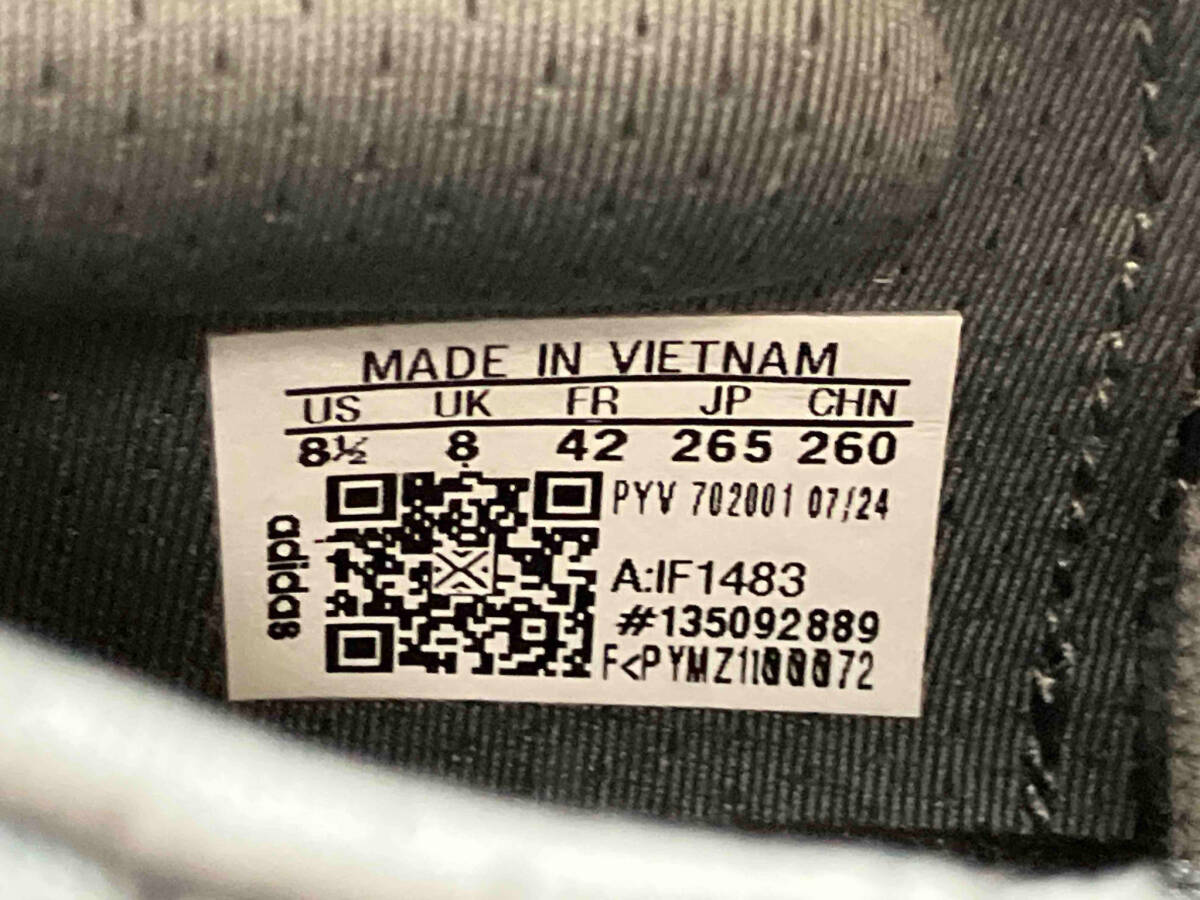 MADE IN VIETNAM
US UK FR JP CHN
8½ 8 42 265 260
PYV 702001 07/24
A:IF1483
#135092889
adidas